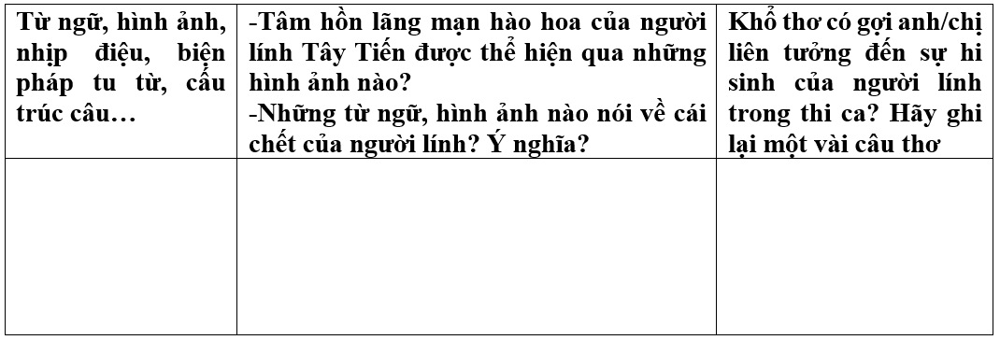 Từ ngữ, hình ảnh,
nhịp điệu, biện
pháp tu từ, cấu
trúc câu…
-Tâm hồn lãng mạn hào hoa của người
lính Tây Tiến được thể hiện qua những
hình ảnh nào?
-Những từ ngữ, hình ảnh nào nói về cái
chết của người lính? Ý nghĩa?
Khổ thơ có gợi anh/chị
liên tưởng đến sự hi
sinh của người lính
trong thi ca? Hãy ghi
lại một vài câu thơ